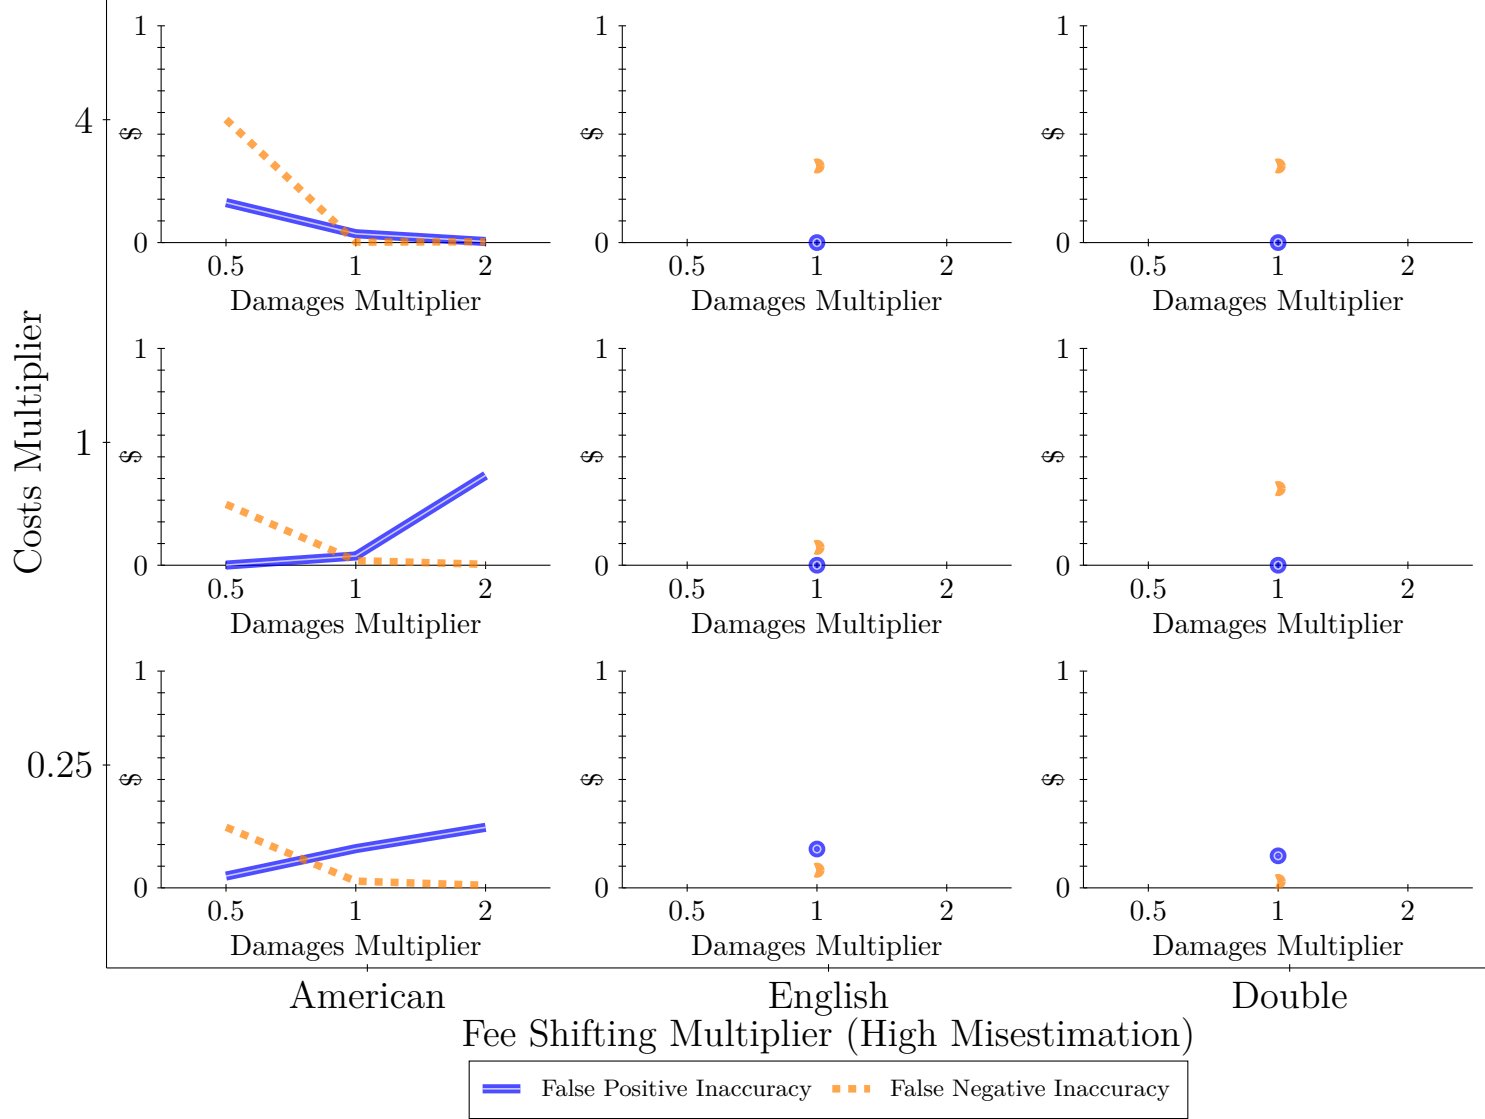 Costs Multiplier
4
1
0.25
1
$
0
0.5 1 2
Damages Multiplier
1
$
0
0.5 1 2
Damages Multiplier
1
$
0
0.5 1 2
Damages Multiplier
1
$
0
0.5 1 2
Damages Multiplier
1
$
0
0.5 1 2
Damages Multiplier
1
$
0
0.5 1 2
Damages Multiplier
1
$
0
0.5 1 2
Damages Multiplier
1
$
0
0.5 1 2
Damages Multiplier
1
$
0
0.5 1 2
Damages Multiplier
American English Double
Fee Shifting Multiplier (High Misestimation)
False Positive Inaccuracy False Negative Inaccuracy